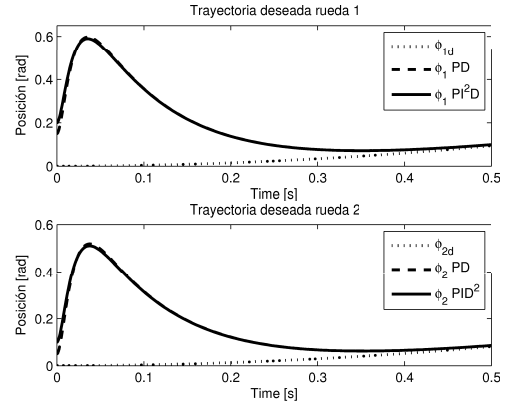 Trayectoria deseada rueda 1
Posición [rad]
0.6
0.4
0.2
0
0 0.1 0.2 0.3 0.4 0.5
Time [s]
ϕ1d
ϕ1 PD
ϕ1 PI²D
Trayectoria deseada rueda 2
Posición [rad]
0.6
0.4
0.2
0
0 0.1 0.2 0.3 0.4 0.5
Time [s]
ϕ2d
ϕ2 PD
ϕ2 PID²